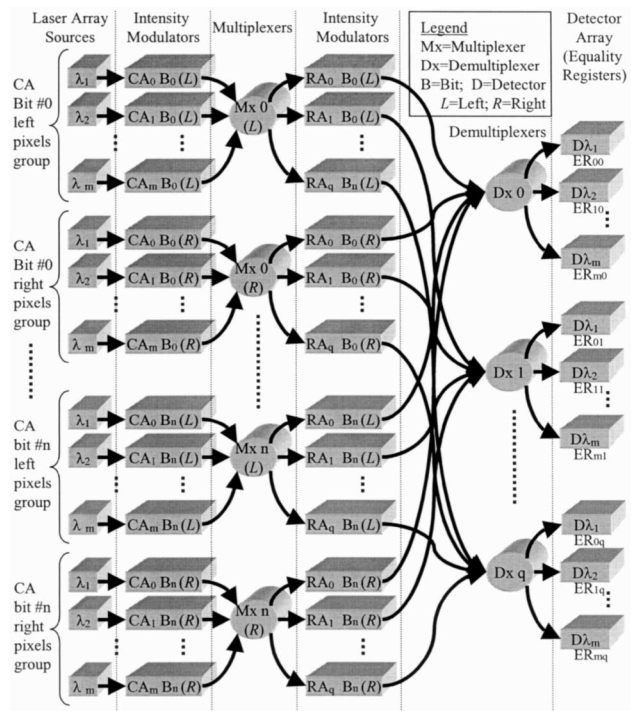 Laser Array Sources
Intensity Modulators
Multiplexers
Intensity Modulators
Legend
Mx=Multiplexer
Dx=Demultiplexer
B=Bit; D=Detector
L=Left; R=Right
Demultiplexers
Detector Array (Equality Registers)
CA Bit #0 left pixels group
λ1 CA0 B0(L)
λ2 CA1 B0(L)
λ m CAm B0(L)
Mx 0 (L)
RA0 B0(L)
RA1 B0(L)
RAq Bn(L)
CA Bit #0 right pixels group
λ1 CA0 B0(R)
λ2 CA1 B0(R)
λ m CAm B0(R)
Mx 0 (R)
RA0 B0(R)
RA1 B0(R)
RAq B0(R)
CA bit #n left pixels group
λ1 CA0 Bn(L)
λ2 CA1 Bn(L)
λ m CAm Bn(L)
Mx n (L)
RA0 Bn(L)
RA1 Bn(L)
RAq Bn(L)
CA bit #n right pixels group
λ1 CA0 Bn(R)
λ2 CA1 Bn(R)
λ m CAm Bn(R)
Mx n (R)
RA0 Bn(R)
RA1 Bn(R)
RAq Bn(R)
Dx 0
Dλ1
ER00
Dλ2
ER10
Dλm
ERm0
Dx 1
Dλ1
ER01
Dλ2
ER11
Dλm
ERm1
Dx q
Dλ1
ER0q
Dλ2
ER1q
Dλm
ERmq